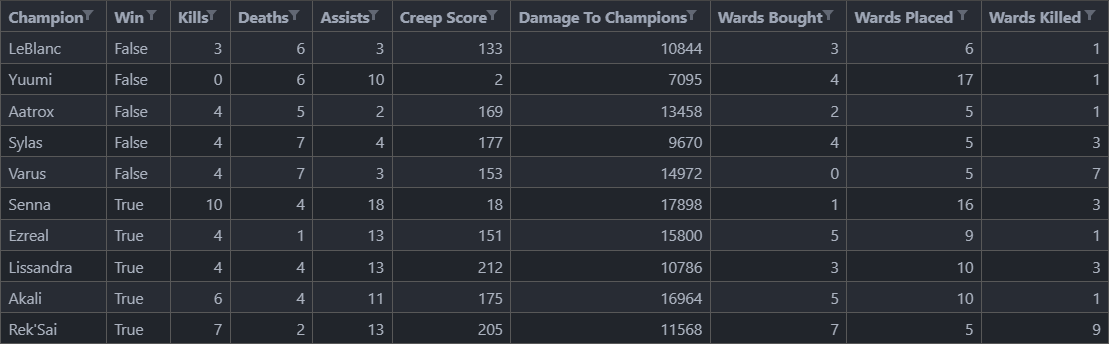 Champion Win Kills Deaths Assists Creep Score Damage To Champions Wards Bought Wards Placed Wards Killed
LeBlanc False 3 6 3 133 10844 3 6 1
Yuumi False 0 6 10 2 7095 4 17 1
Aatrox False 4 5 2 169 13458 2 5 1
Sylas False 4 7 4 177 9670 4 5 3
Varus False 4 7 3 153 14972 0 5 7
Senna True 10 4 18 18 17898 1 16 3
Ezreal True 4 1 13 151 15800 5 9 1
Lissandra True 4 4 13 212 10786 3 10 3
Akali True 6 4 11 175 16964 5 10 1
Rek'Sai True 7 2 13 205 11568 7 5 9